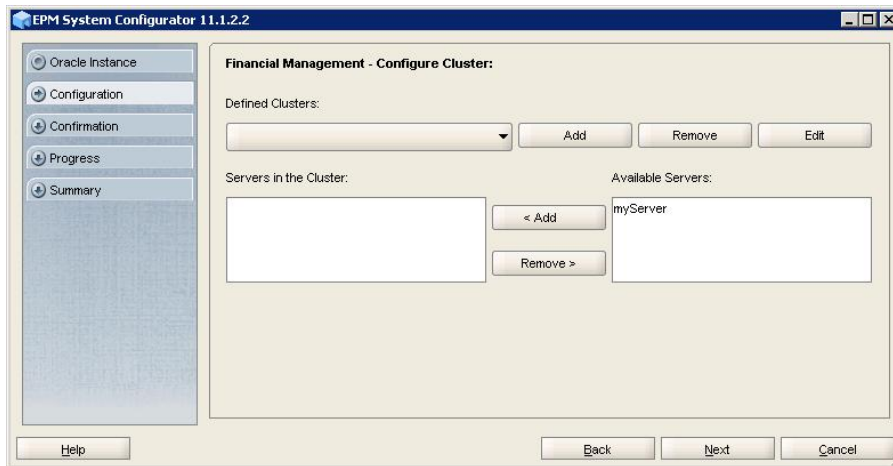 EPM System Configurator 11.1.2.2
Oracle Instance
Configuration
Confirmation
Progress
Summary
Financial Management - Configure Cluster:
Defined Clusters:
Add Remove Edit
Servers in the Cluster: Available Servers:
myServer
< Add
Remove >
Help Back Next Cancel